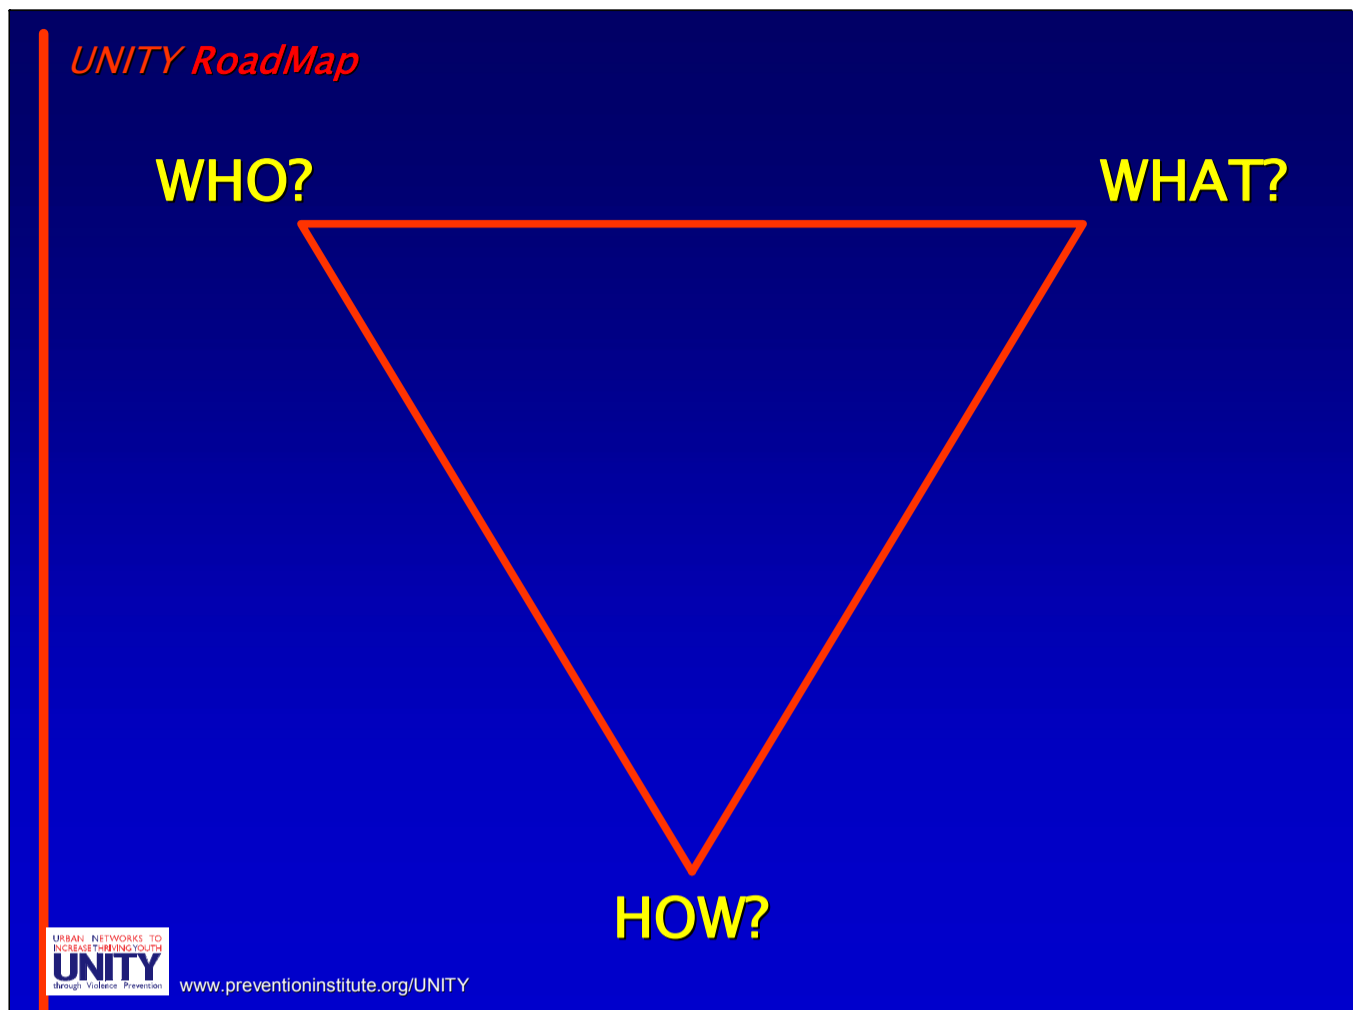 UNITY RoadMap
WHO?
WHAT?
HOW?
URBAN NETWORKS TO
INCREASE THRIVING YOUTH
UNITY
through Violence Prevention
www.preventioninstitute.org/UNITY